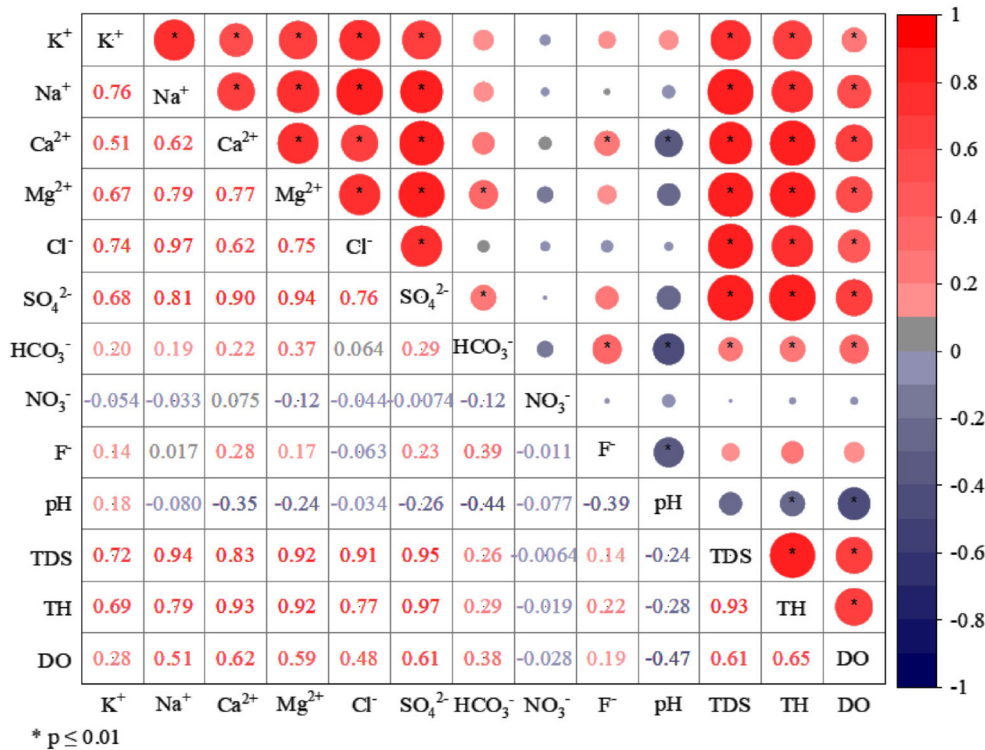 K⁺ K⁺ * * * * * * * * 1
Na⁺ 0.76 Na⁺ * * * * * * * 0.8
Ca²⁺ 0.51 0.62 Ca²⁺ * * * * * * * * 0.6
Mg²⁺ 0.67 0.79 0.77 Mg²⁺ * * * * * * 0.4
Cl⁻ 0.74 0.97 0.62 0.75 Cl⁻ * * * *
SO₄²⁻ 0.68 0.81 0.90 0.94 0.76 SO₄²⁻ * * * * 0.2
HCO₃⁻ 0.20 0.19 0.22 0.37 0.064 0.29 HCO₃⁻ * * * * * 0
NO₃⁻ -0.054 -0.033 0.075 -0.12 -0.044 -0.0074 -0.12 NO₃⁻ -0.2
F⁻ 0.14 0.017 0.28 0.17 -0.063 0.23 0.39 -0.011 F⁻ *
pH 0.18 -0.080 -0.35 -0.24 -0.034 -0.26 -0.44 -0.077 -0.39 pH * * -0.4
TDS 0.72 0.94 0.83 0.92 0.91 0.95 0.26 -0.0064 0.14 -0.24 TDS * * -0.6
TH 0.69 0.79 0.93 0.92 0.77 0.97 0.29 -0.019 0.22 -0.28 0.93 TH * -0.8
DO 0.28 0.51 0.62 0.59 0.48 0.61 0.38 -0.028 0.19 -0.47 0.61 0.65 DO -1
K⁺ Na⁺ Ca²⁺ Mg²⁺ Cl⁻ SO₄²⁻ HCO₃⁻ NO₃⁻ F⁻ pH TDS TH DO
* p ≤ 0.01